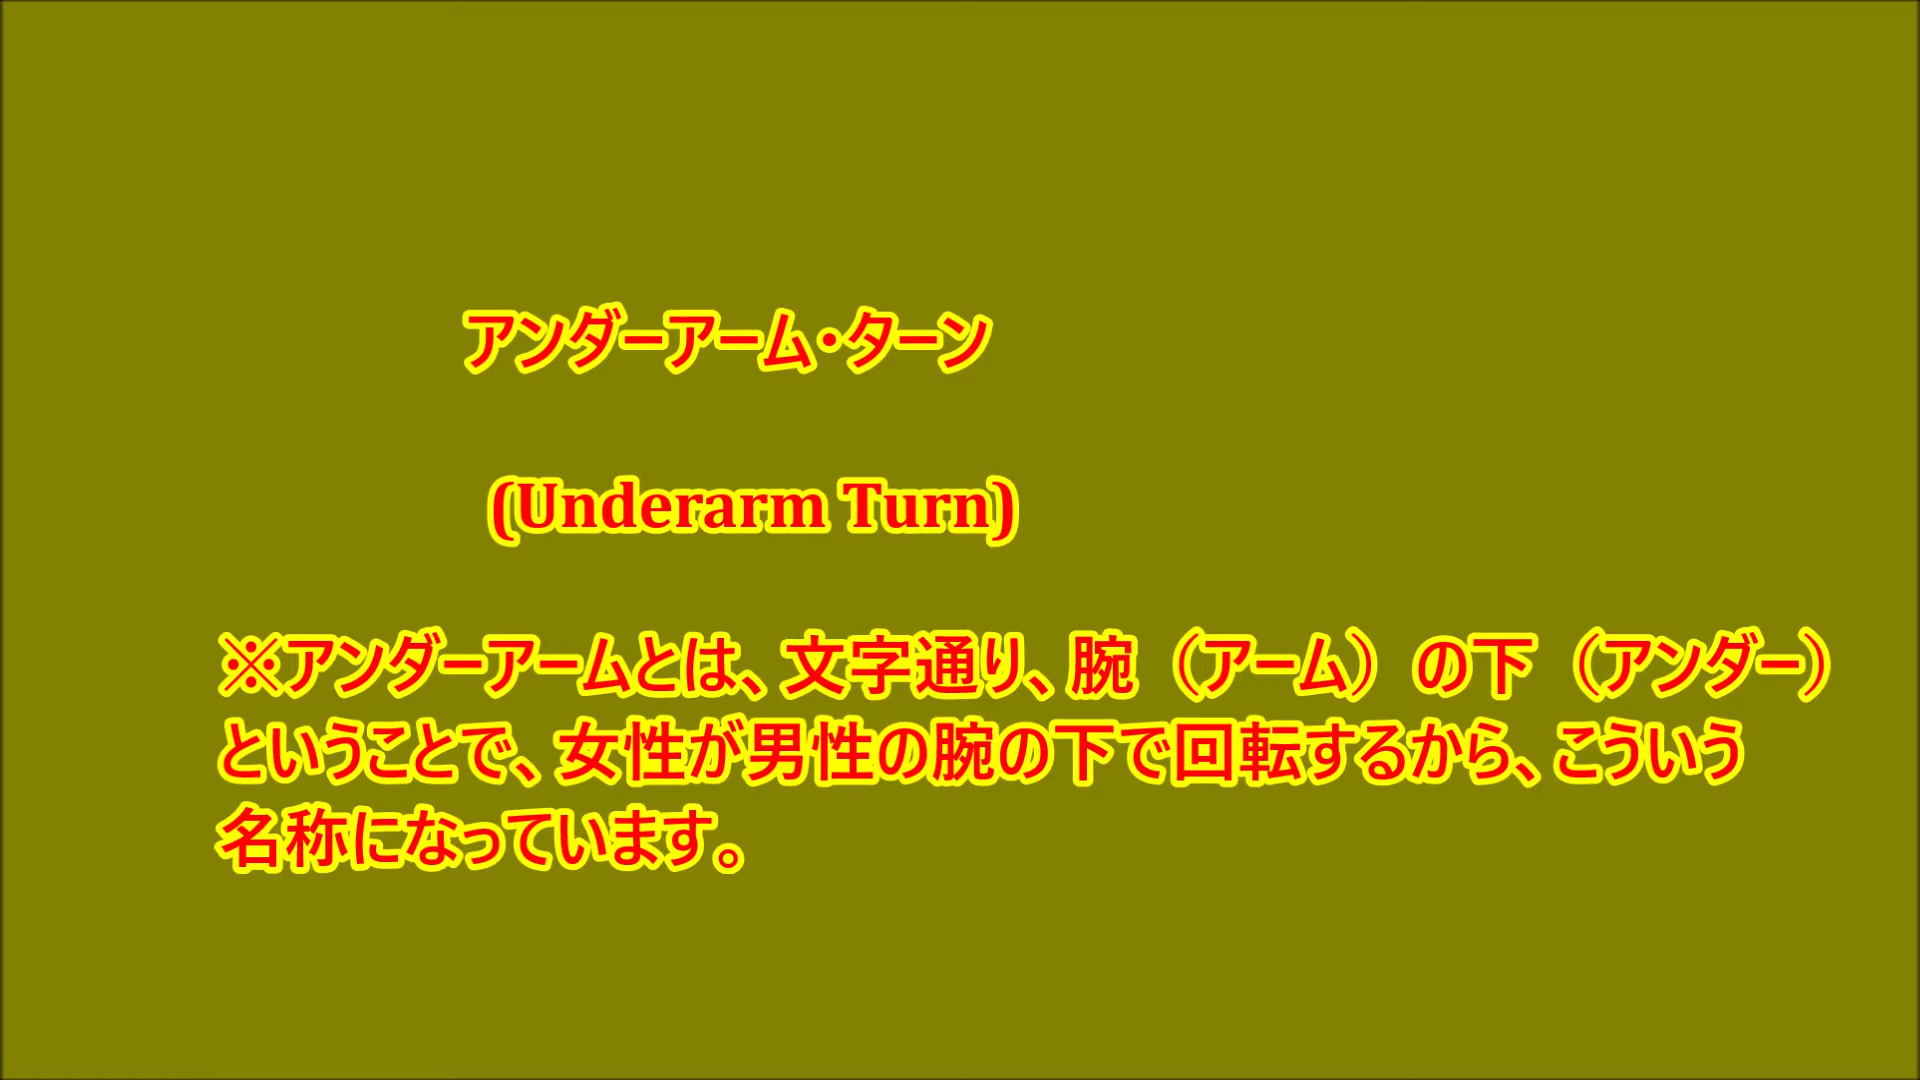 アンダーアーム・ターン
(Underarm Turn)
※アンダーアームとは、文字通り、腕（アーム）の下（アンダー）
ということで、女性が男性の腕の下で回転するから、こういう
名称になっています。